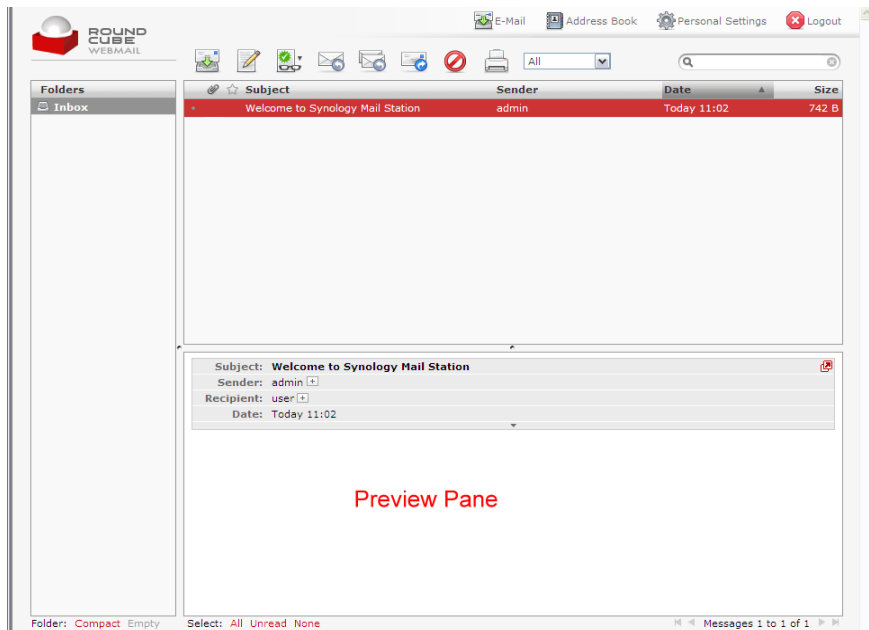 ROUND
CUBE
WEBMAIL
E-Mail Address Book Personal Settings Logout
All
Folders
Inbox
Subject Sender Date Size
Welcome to Synology Mail Station admin Today 11:02 742 B
Subject: Welcome to Synology Mail Station
Sender: admin
Recipient: user
Date: Today 11:02
Preview Pane
Folder: Compact Empty
Select: All Unread None
Messages 1 to 1 of 1